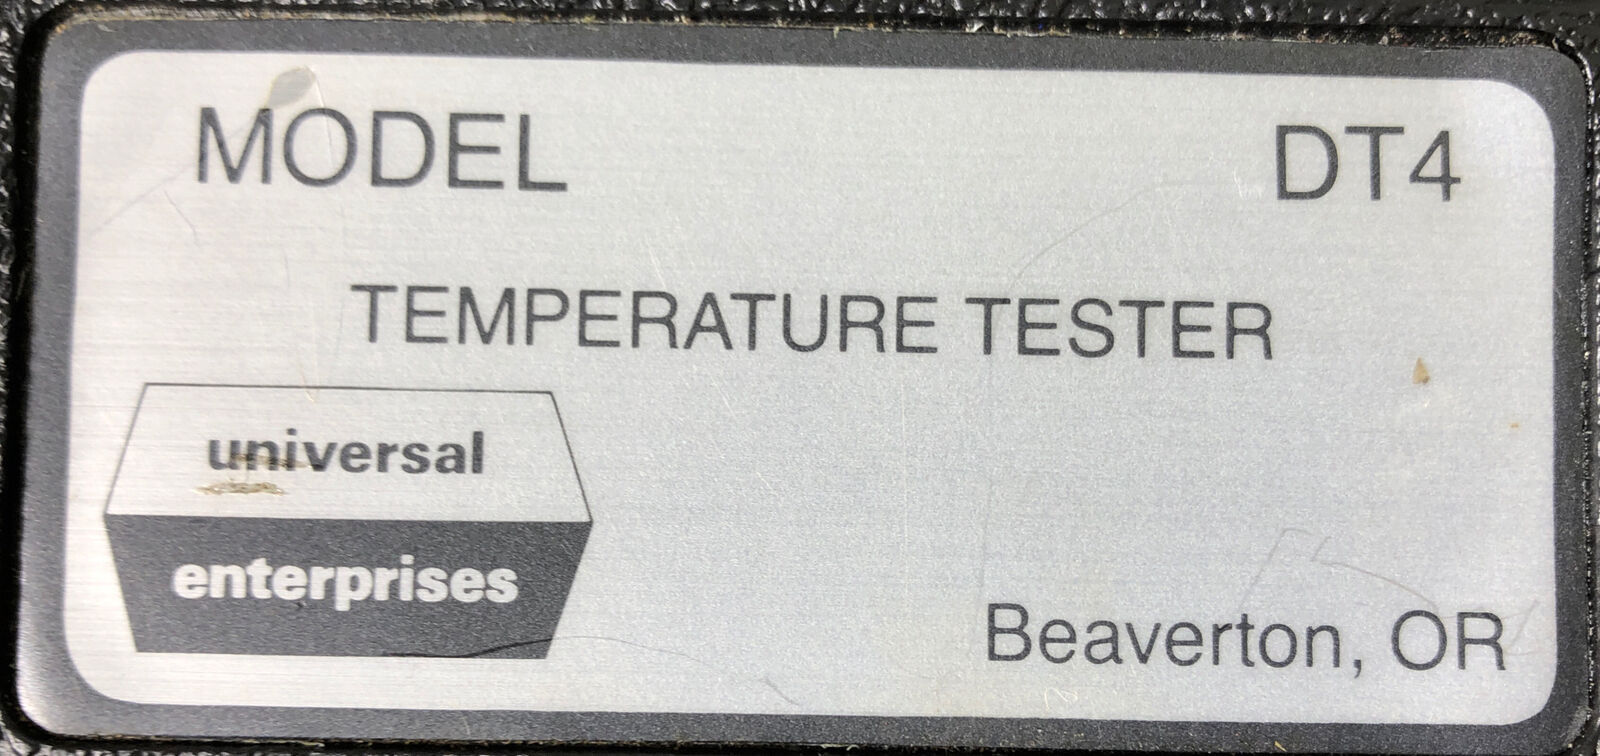 MODEL DT4
TEMPERATURE TESTER
universal
enterprises
Beaverton, OR